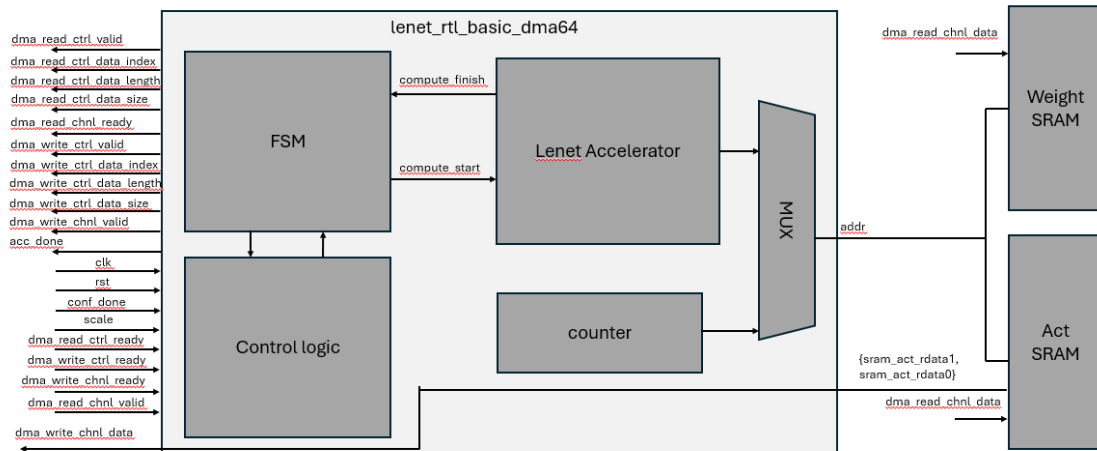 lenet_rtl_basic_dma64
dma_read_ctrl_valid
dma_read_ctrl_data_index
dma_read_ctrl_data_length
dma_read_ctrl_data_size
dma_read_chnl_ready
dma_write_ctrl_valid
dma_write_ctrl_data_index
dma_write_ctrl_data_length
dma_write_ctrl_data_size
dma_write_chnl_valid
acc_done
clk
rst
conf_done
scale
dma_read_ctrl_ready
dma_write_ctrl_ready
dma_write_chnl_ready
dma_read_chnl_valid
dma_write_chnl_data
FSM
Control logic
compute_finish
compute_start
Lenet Accelerator
counter
MUX
addr
{sram_act_rdata1,
sram_act_rdata0}
dma_read_chnl_data
Weight
SRAM
Act
SRAM
dma_read_chnl_data